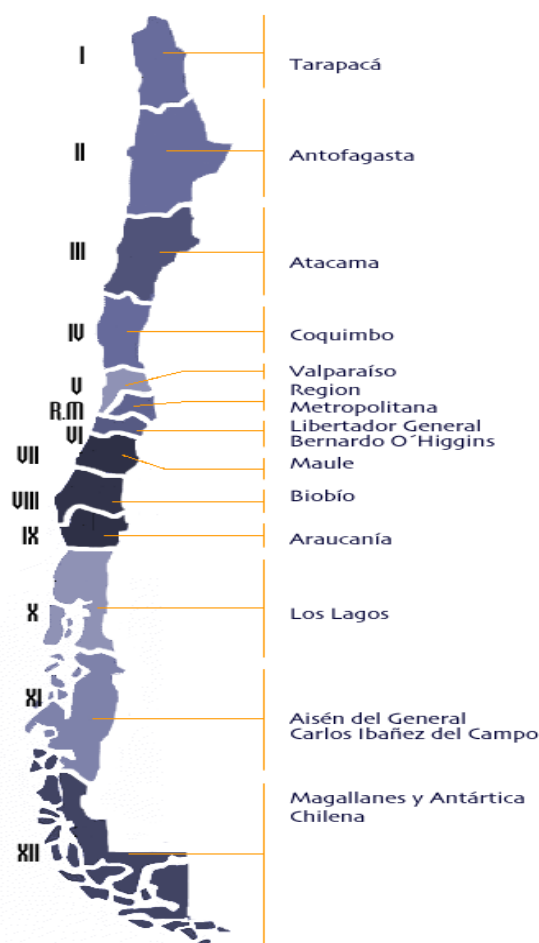 I
Tarapacá
II
Antofagasta
III
Atacama
IV
Coquimbo
V
Valparaíso
R.M
Region
Metropolitana
VI
Libertador General
Bernardo O´Higgins
VII
Maule
VIII
Biobío
IX
Araucanía
X
Los Lagos
XI
Aisén del General
Carlos Ibañez del Campo
XII
Magallanes y Antártica
Chilena